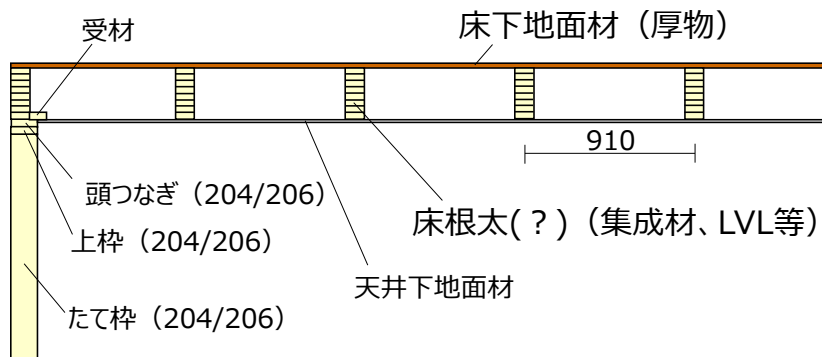 受材
床下地面材（厚物）
910
頭つなぎ（204/206）
床根太(？)（集成材、LVL等）
上枠（204/206）
天井下地面材
たて枠（204/206）